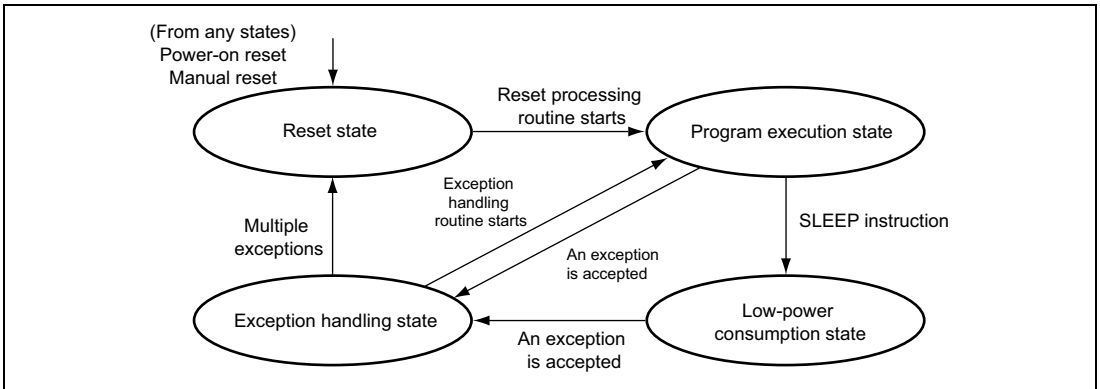 (From any states)
Power-on reset
Manual reset
Reset state
Reset processing
routine starts
Program execution state
Exception
handling
routine starts
Multiple
exceptions
SLEEP instruction
An exception
is accepted
Exception handling state
An exception
is accepted
Low-power
consumption state